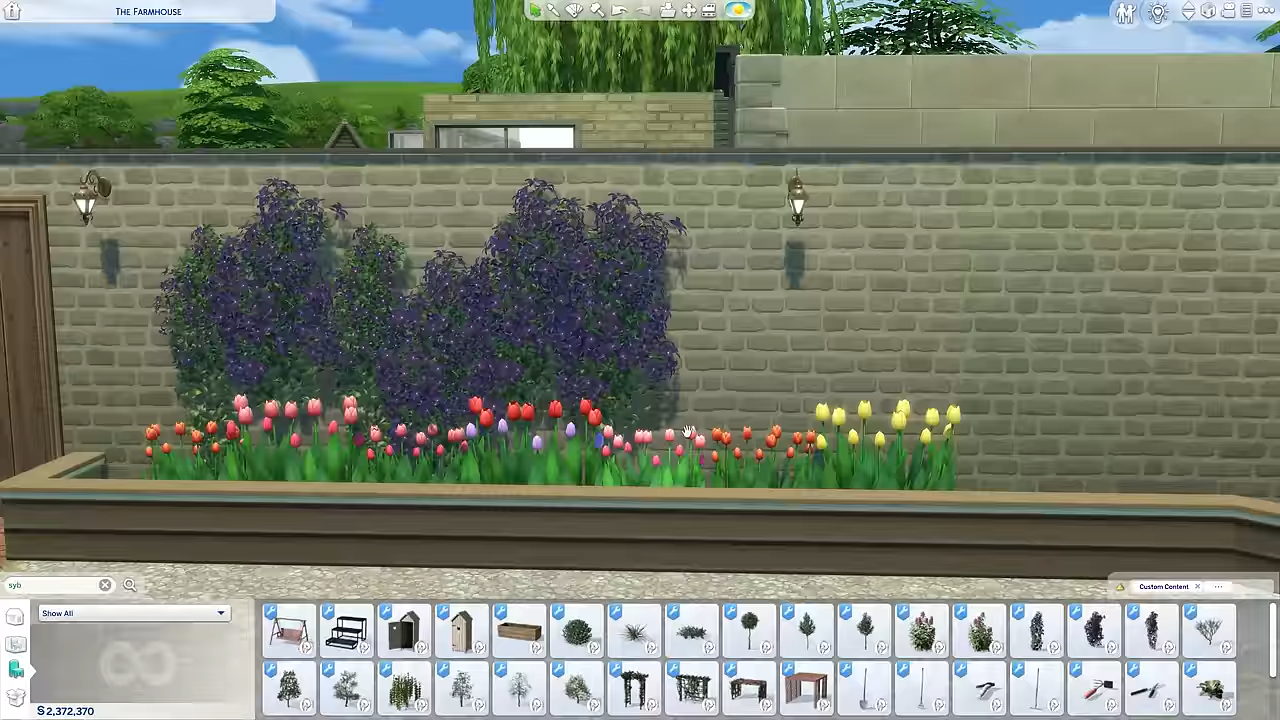 THE FARMHOUSE
syb
Custom Content
Show All
$2,372,370